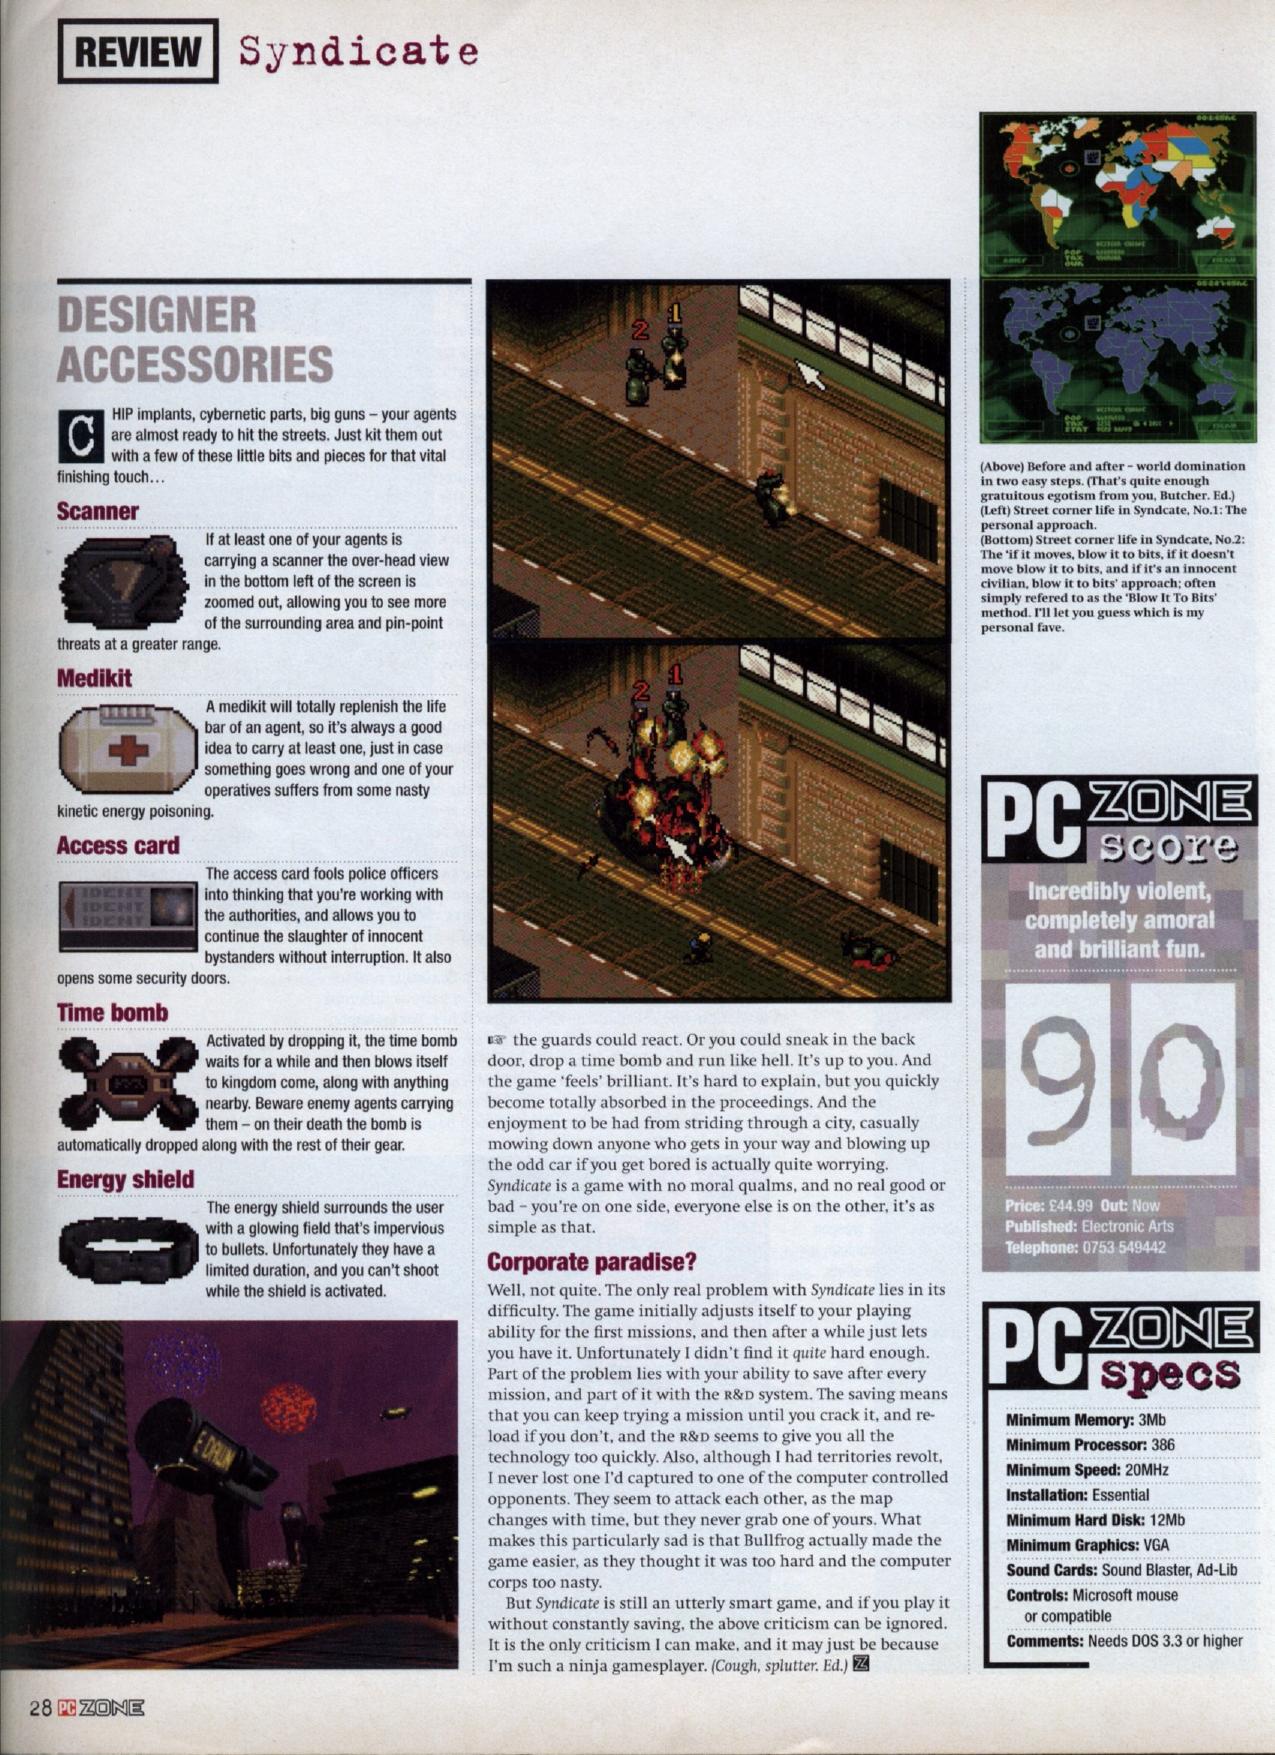 REVIEW Syndicate
DESIGNER
ACCESSORIES
CHIP implants, cybernetic parts, big guns – your agents
are almost ready to hit the streets. Just kit them out
with a few of these little bits and pieces for that vital
finishing touch...
Scanner
If at least one of your agents is
carrying a scanner the over-head view
in the bottom left of the screen is
zoomed out, allowing you to see more
of the surrounding area and pin-point
threats at a greater range.
Medikit
A medikit will totally replenish the life
bar of an agent, so it's always a good
idea to carry at least one, just in case
something goes wrong and one of your
operatives suffers from some nasty
kinetic energy poisoning.
Access card
IDENT
IDENT
IDENT
The access card fools police officers
into thinking that you're working with
the authorities, and allows you to
continue the slaughter of innocent
bystanders without interruption. It also
opens some security doors.
Time bomb
Activated by dropping it, the time bomb
waits for a while and then blows itself
to kingdom come, along with anything
nearby. Beware enemy agents carrying
them – on their death the bomb is
automatically dropped along with the rest of their gear.
Energy shield
The energy shield surrounds the user
with a glowing field that's impervious
to bullets. Unfortunately they have a
limited duration, and you can't shoot
while the shield is activated.
2 1
2 1
☞ the guards could react. Or you could sneak in the back
door, drop a time bomb and run like hell. It's up to you. And
the game 'feels' brilliant. It's hard to explain, but you quickly
become totally absorbed in the proceedings. And the
enjoyment to be had from striding through a city, casually
mowing down anyone who gets in your way and blowing up
the odd car if you get bored is actually quite worrying.
Syndicate is a game with no moral qualms, and no real good or
bad – you're on one side, everyone else is on the other, it's as
simple as that.
Corporate paradise?
Well, not quite. The only real problem with Syndicate lies in its
difficulty. The game initially adjusts itself to your playing
ability for the first missions, and then after a while just lets
you have it. Unfortunately I didn't find it quite hard enough.
Part of the problem lies with your ability to save after every
mission, and part of it with the R&D system. The saving means
that you can keep trying a mission until you crack it, and re-
load if you don't, and the R&D seems to give you all the
technology too quickly. Also, although I had territories revolt,
I never lost one I'd captured to one of the computer controlled
opponents. They seem to attack each other, as the map
changes with time, but they never grab one of yours. What
makes this particularly sad is that Bullfrog actually made the
game easier, as they thought it was too hard and the computer
corps too nasty.
But Syndicate is still an utterly smart game, and if you play it
without constantly saving, the above criticism can be ignored.
It is the only criticism I can make, and it may just be because
I'm such a ninja gamesplayer. (Cough, splutter. Ed.) Z
(Above) Before and after – world domination
in two easy steps. (That's quite enough
gratuitous egotism from you, Butcher. Ed.)
(Left) Street corner life in Syndcate, No.1: The
personal approach.
(Bottom) Street corner life in Syndcate, No.2:
The 'if it moves, blow it to bits, if it doesn't
move blow it to bits, and if it's an innocent
civilian, blow it to bits' approach; often
simply refered to as the 'Blow It To Bits'
method. I'll let you guess which is my
personal fave.
PC ZONE
score
Incredibly violent,
completely amoral
and brilliant fun.
90
Price: £44.99 Out: Now
Published: Electronic Arts
Telephone: 0753 549442
PC ZONE
specs
Minimum Memory: 3Mb
Minimum Processor: 386
Minimum Speed: 20MHz
Installation: Essential
Minimum Hard Disk: 12Mb
Minimum Graphics: VGA
Sound Cards: Sound Blaster, Ad-Lib
Controls: Microsoft mouse
or compatible
Comments: Needs DOS 3.3 or higher
28 PC ZONE